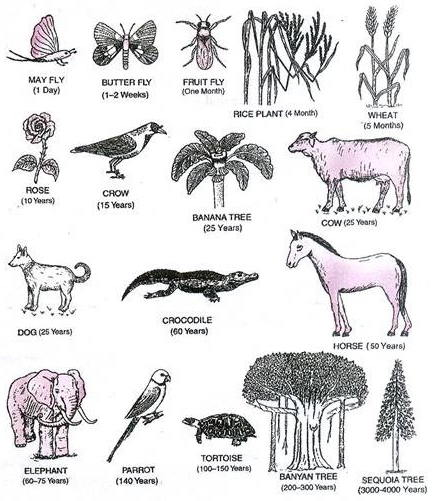 MAY FLY
(1 Day)
BUTTER FLY
(1–2 Weeks)
FRUIT FLY
(One Month)
RICE PLANT (4 Month)
WHEAT
(5 Months)
ROSE
(10 Years)
CROW
(15 Years)
BANANA TREE
(25 Years)
COW (25 Years)
DOG (25 Years)
CROCODILE
(60 Years)
HORSE (50 Years)
ELEPHANT
(60–75 Years)
PARROT
(140 Years)
TORTOISE
(100–150 Years)
BANYAN TREE
(200–300 Years)
SEQUOIA TREE
(3000-4000 Years)